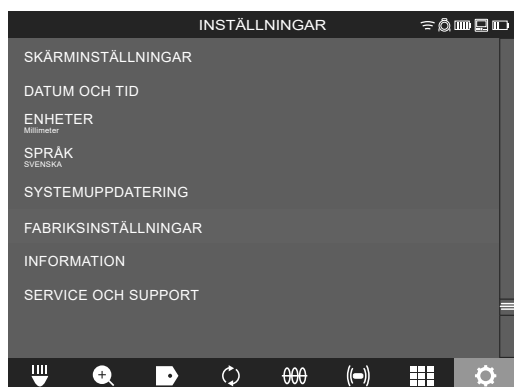 INSTÄLLNINGAR
SKÄRMINSTÄLLNINGAR
DATUM OCH TID
ENHETER
Millimeter
SPRÅK
SVENSKA
SYSTEMUPPDATERING
FABRIKSINSTÄLLNINGAR
INFORMATION
SERVICE OCH SUPPORT